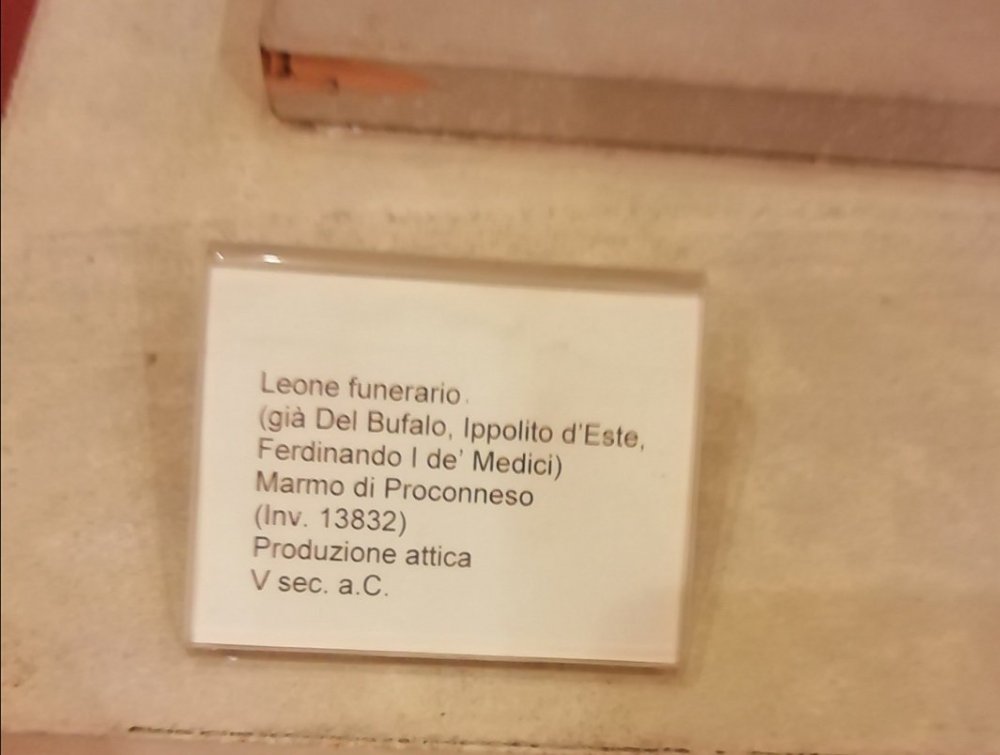 Leone funerario.
(già Del Bufalo, Ippolito d'Este,
Ferdinando I de' Medici)
Marmo di Proconneso
(Inv. 13832)
Produzione attica
V sec. a.C.